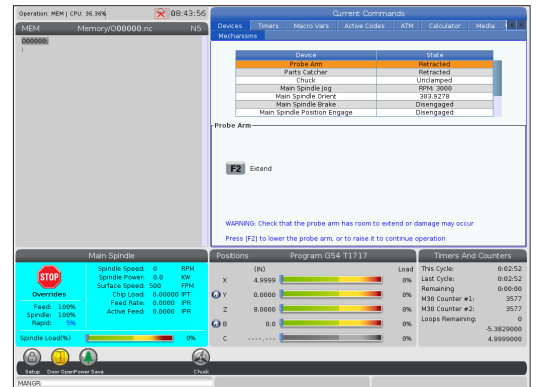 Operation: MEM | CPU: 36.36% 08:43:56
MEM Memory/O00000.nc N5
O00000;
;
Current Commands
Devices Timers Macro Vars Active Codes ATM Calculator Media
Mechanisms
Device State
Probe Arm Retracted
Parts Catcher Retracted
Chuck Unclamped
Main Spindle Jog RPM: 3000
Main Spindle Orient 303.9278
Main Spindle Brake Disengaged
Main Spindle Position Engage Disengaged
Probe Arm
F2 Extend
WARNING: Check that the probe arm has room to extend or damage may occur
Press [F2] to lower the probe arm, or to raise it to continue operation
Main Spindle
STOP
Overrides
Feed: 100%
Spindle: 100%
Rapid: 5%
Spindle Speed: 0 RPM
Spindle Power: 0.0 KW
Surface Speed: 500 FPM
Chip Load: 0.00000 IPT
Feed Rate: 0.0000 IPR
Active Feed: 0.0000 IPR
Spindle Load(%) 0%
Positions Program G54 T1717
(IN) Load
X 4.9999 0%
Y 0.0000 0%
Z 8.0000 0%
B 0.0 0%
C ----.--- 0%
Timers And Counters
This Cycle: 0:02:52
Last Cycle: 0:02:52
Remaining 0:00:00
M30 Counter #1: 3577
M30 Counter #2: 3577
Loops Remaining:
0
-5.3829000
4.9999000
Setup Door Open Power Save Chuck
MANGR: